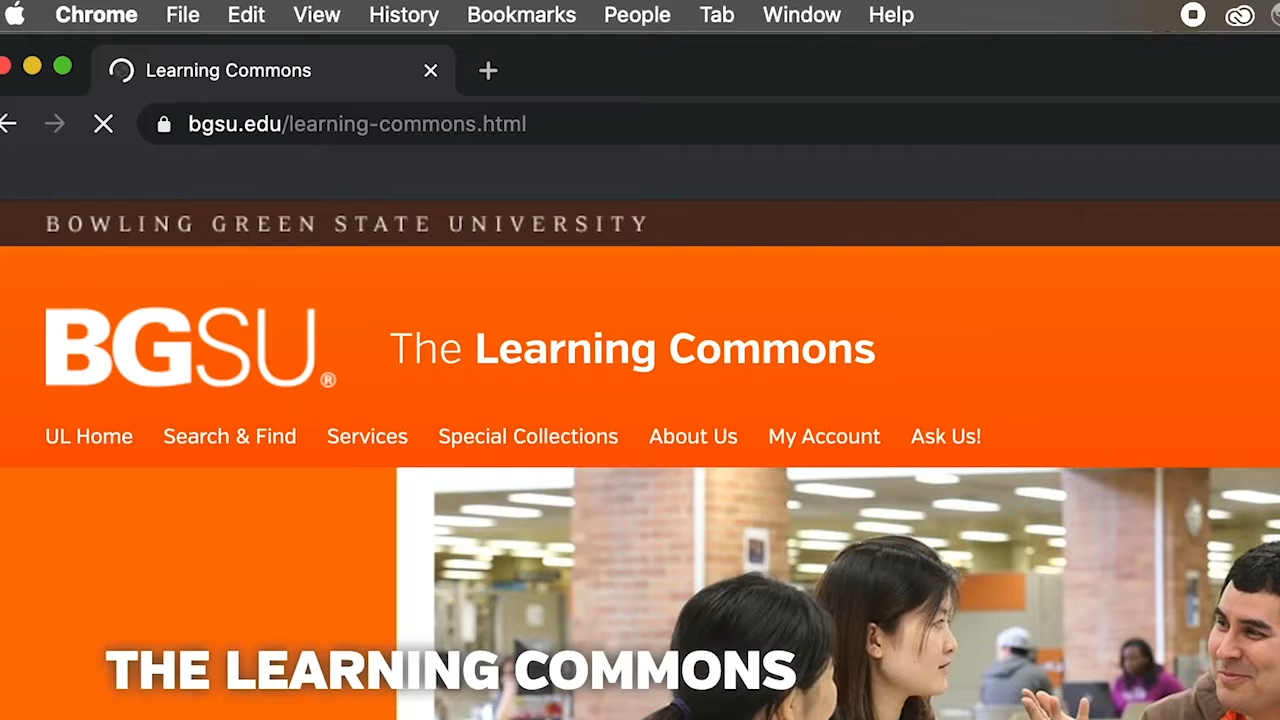 Chrome File Edit View History Bookmarks People Tab Window Help
Learning Commons
bgsu.edu/learning-commons.html
BOWLING GREEN STATE UNIVERSITY
BGSU®
The Learning Commons
UL Home Search & Find Services Special Collections About Us My Account Ask Us!
THE LEARNING COMMONS